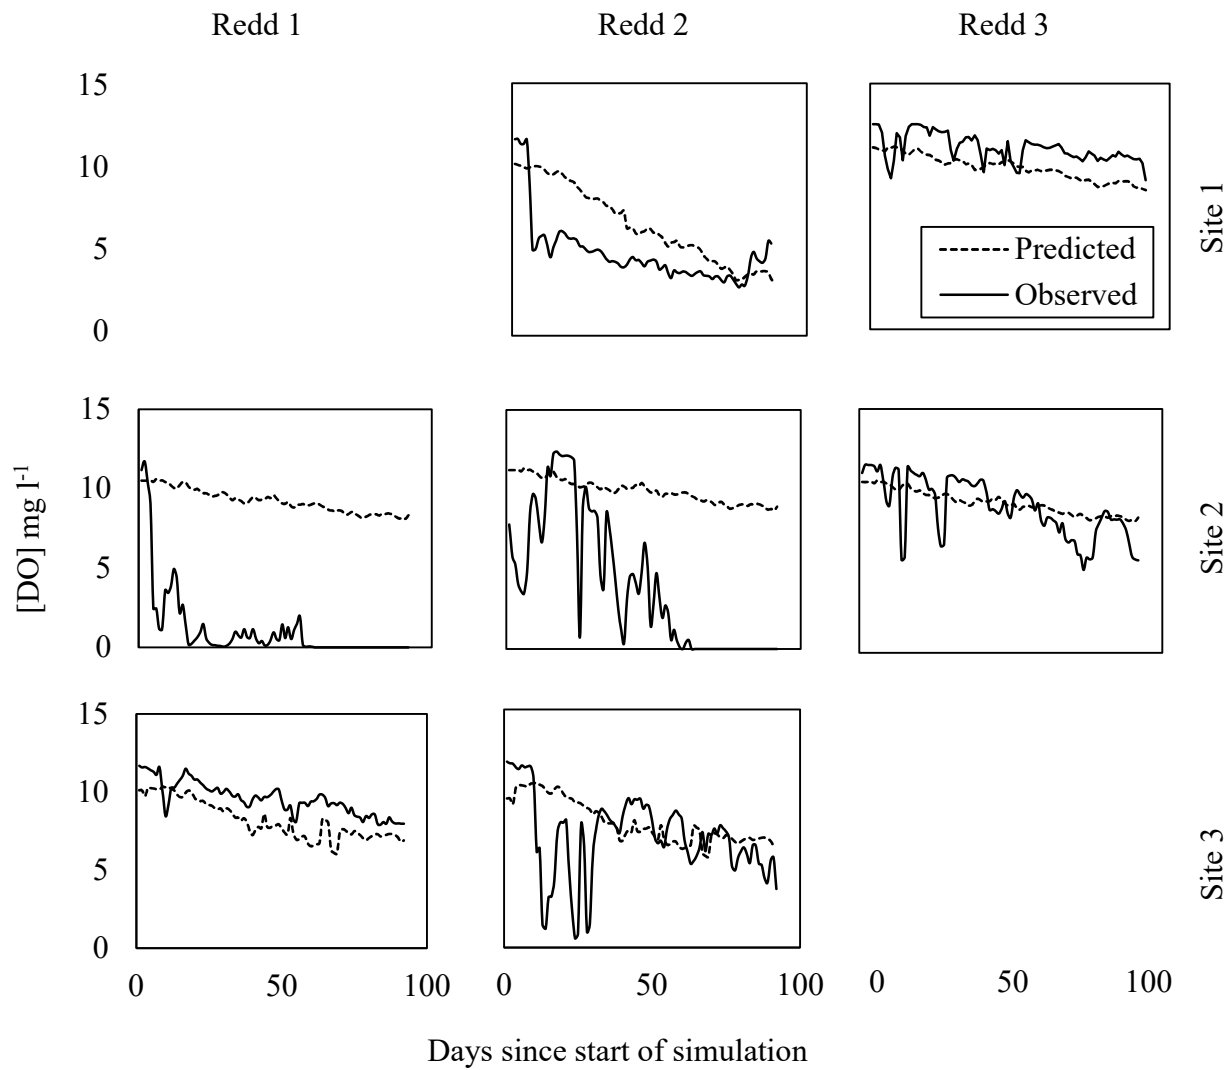 Redd 1
Redd 2
Redd 3
15
10
5
0
Predicted
Observed
Site 1
[DO] mg l⁻¹
15
10
5
0
Site 2
15
10
5
0
Site 3
0 50 100
0 50 100
0 50 100
Days since start of simulation